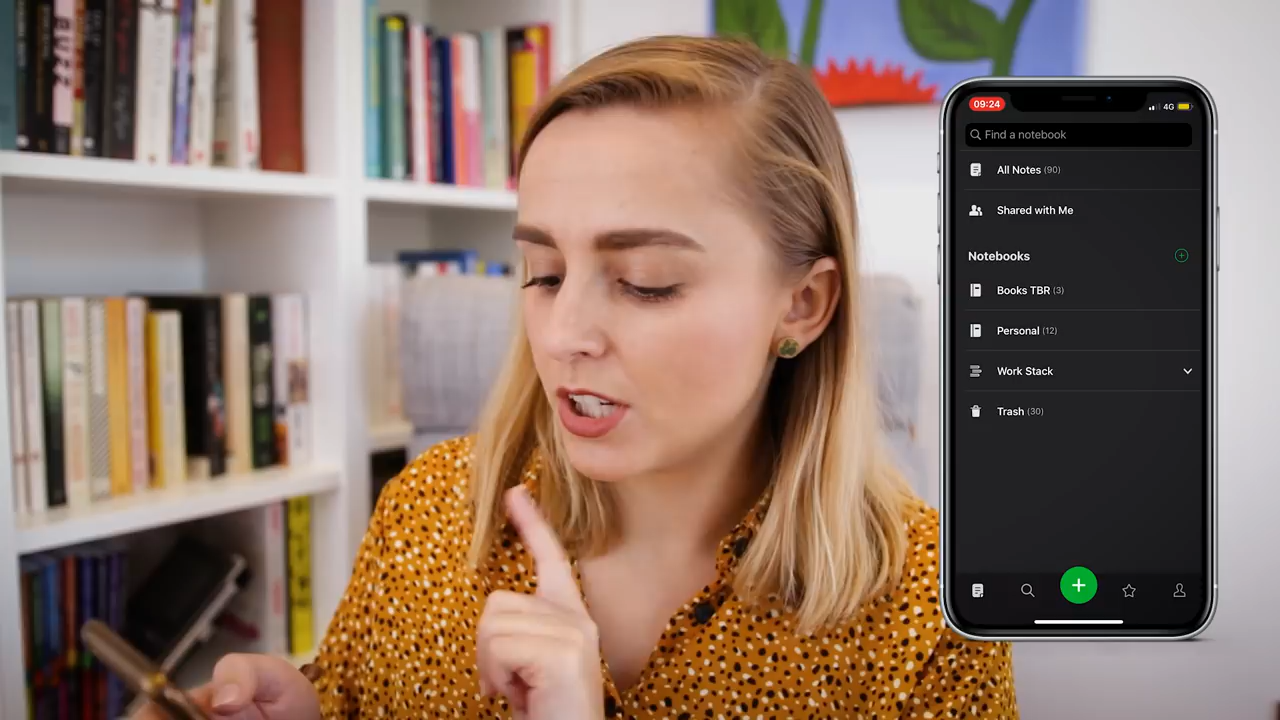 BUFF
09:24
4G
Find a notebook
All Notes (90)
Shared with Me
Notebooks
Books TBR (3)
Personal (12)
Work Stack
Trash (30)